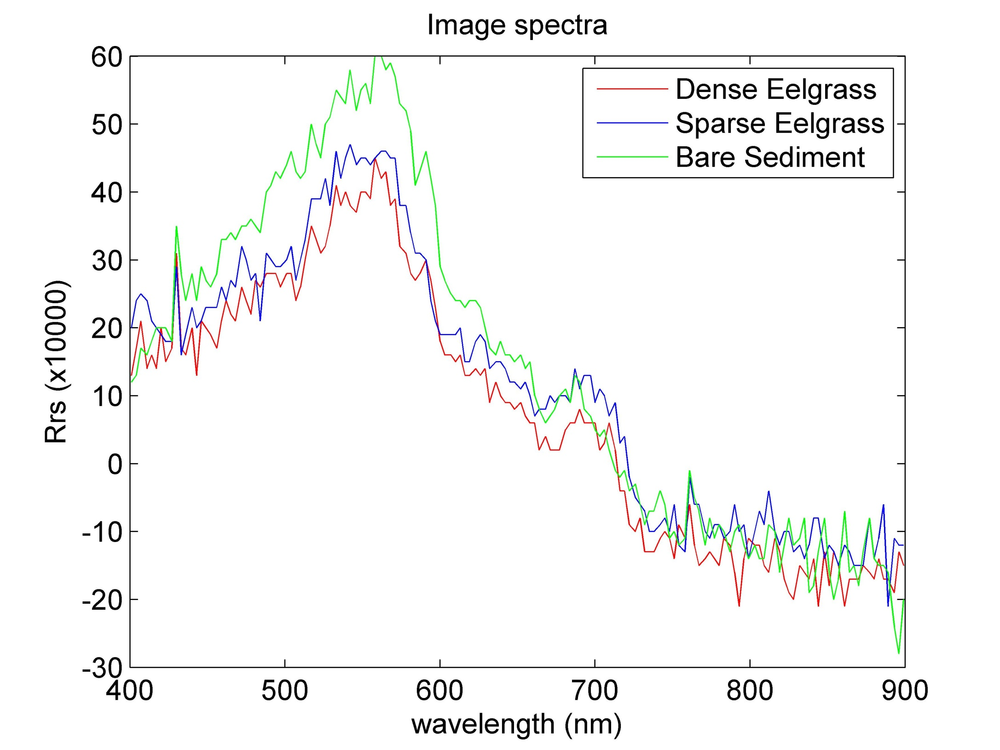 Image spectra
60
50
40
30
20
10
0
-10
-20
-30
Rrs (x10000)
Dense Eelgrass
Sparse Eelgrass
Bare Sediment
400 500 600 700 800 900
wavelength (nm)